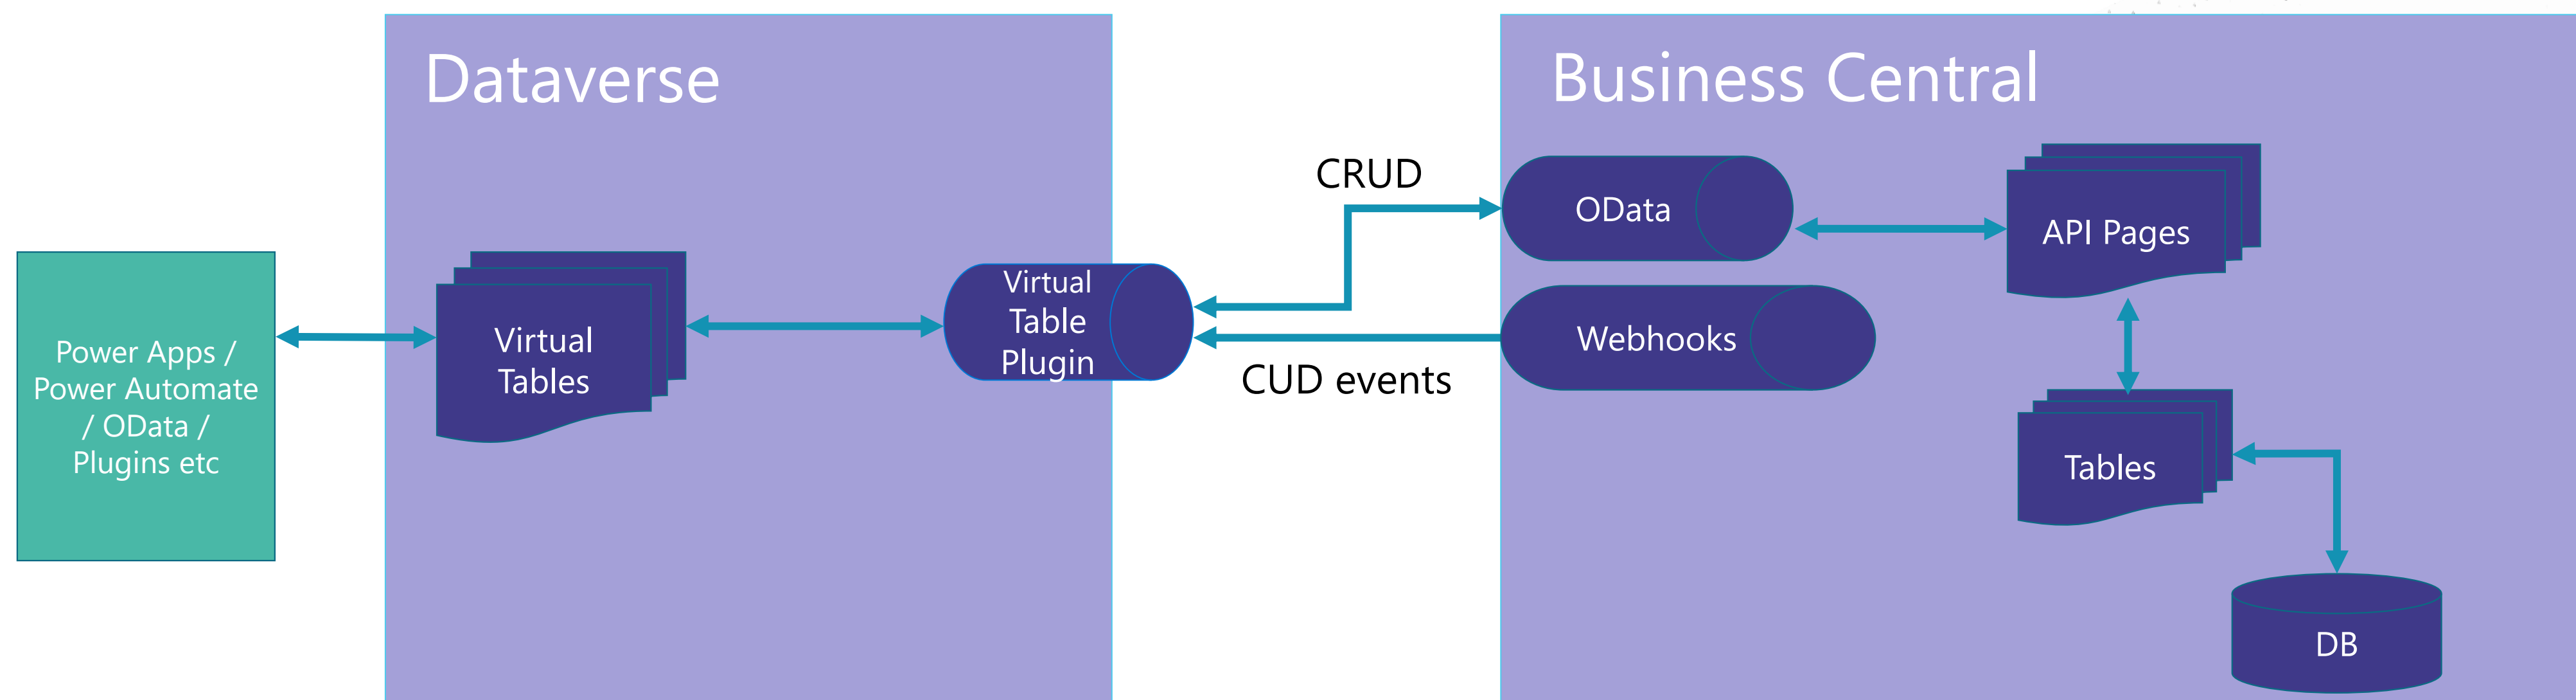 Dataverse
Business Central
CRUD
OData
API Pages
Virtual
Table
Plugin
Webhooks
Virtual
Tables
Power Apps /
Power Automate
/ OData /
Plugins etc
CUD events
Tables
DB